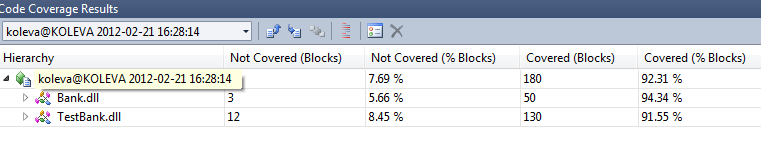 Code Coverage Results
koleva@KOLEVA 2012-02-21 16:28:14
Hierarchy Not Covered (Blocks) Not Covered (% Blocks) Covered (Blocks) Covered (% Blocks)
koleva@KOLEVA 2012-02-21 16:28:14 7.69 % 180 92.31 %
Bank.dll 3 5.66 % 50 94.34 %
TestBank.dll 12 8.45 % 130 91.55 %